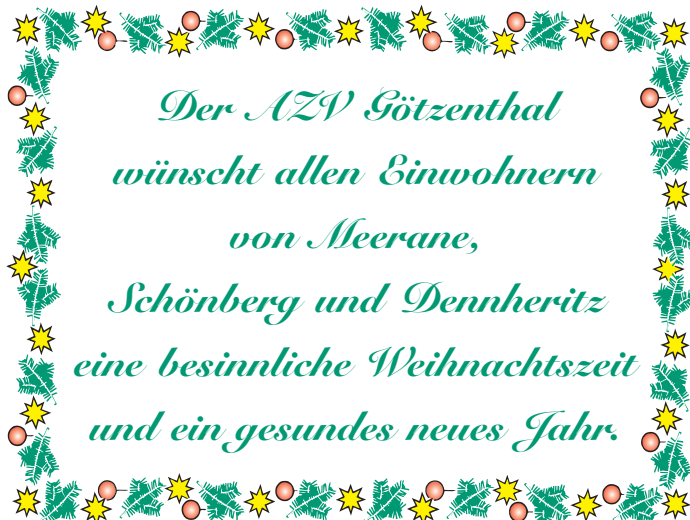 Der AZV Götzenthal
wünscht allen Einwohnern
von Meerane,
Schönberg und Dennheritz
eine besinnliche Weihnachtszeit
und ein gesundes neues Jahr.